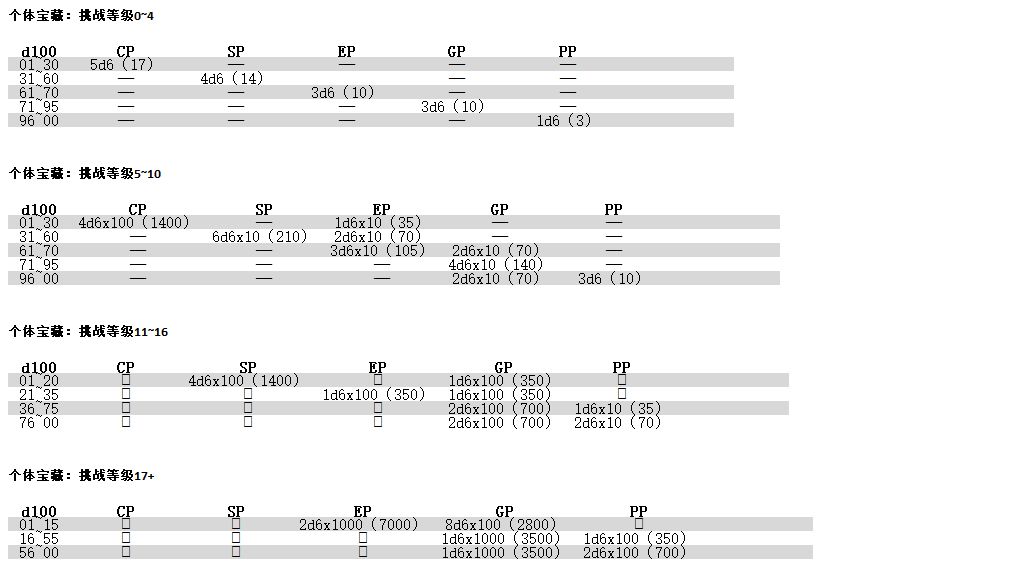 个体宝藏：挑战等级0~4
d100 CP SP EP GP PP
01~30 5d6（17） — — — —
31~60 — 4d6（14） — — —
61~70 — — 3d6（10） — —
71~95 — — — 3d6（10） —
96~00 — — — — 1d6（3）
个体宝藏：挑战等级5~10
d100 CP SP EP GP PP
01~30 4d6x100（1400） — 1d6x10（35） — —
31~60 — 6d6x10（210） 2d6x10（70） — —
61~70 — — 3d6x10（105） 2d6x10（70） —
71~95 — — — 4d6x10（140） —
96~00 — — — 2d6x10（70） 3d6（10）
个体宝藏：挑战等级11~16
d100 CP SP EP GP PP
01~20 □ 4d6x100（1400） □ 1d6x100（350） □
21~35 □ □ 1d6x100（350） 1d6x100（350） □
36~75 □ □ □ 2d6x100（700） 1d6x10（35）
76~00 □ □ □ 2d6x100（700） 2d6x10（70）
个体宝藏：挑战等级17+
d100 CP SP EP GP PP
01~15 □ □ 2d6x1000（7000） 8d6x100（2800） □
16~55 □ □ □ 1d6x1000（3500） 1d6x100（350）
56~00 □ □ □ 1d6x1000（3500） 2d6x100（700）